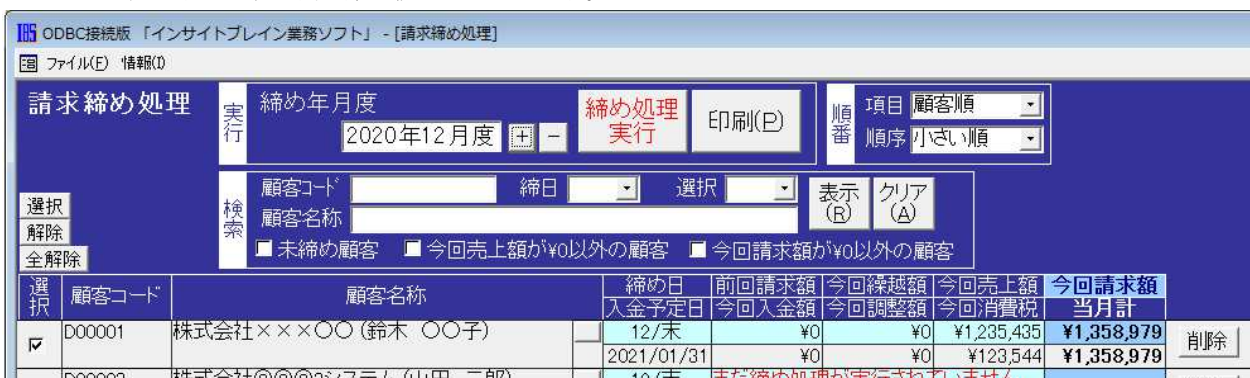 ODBC接続版 「インサイトブレイン業務ソフト」 - [請求締め処理]
ファイル(F) 情報(I)
請求締め処理
実行
締め年月度
2020年12月度 + −
締め処理実行
印刷(P)
順番
項目 顧客順
順序 小さい順
選択
解除
全解除
検索
顧客コード 締日 選択
顧客名称
表示(R)
クリア(A)
未締め顧客 今回売上額が¥0以外の顧客 今回請求額が¥0以外の顧客
選択 顧客コード 顧客名称 締め日 前回請求額 今回繰越額 今回売上額 今回請求額
入金予定日 今回入金額 今回調整額 今回消費税 当月計
D00001 株式会社×××〇〇 (鈴木 〇〇子) 12/末 ¥0 ¥0 ¥1,235,435 ¥1,358,979 削除
2021/01/31 ¥0 ¥0 ¥123,544 ¥1,358,979
まだ締め処理が実行されていません